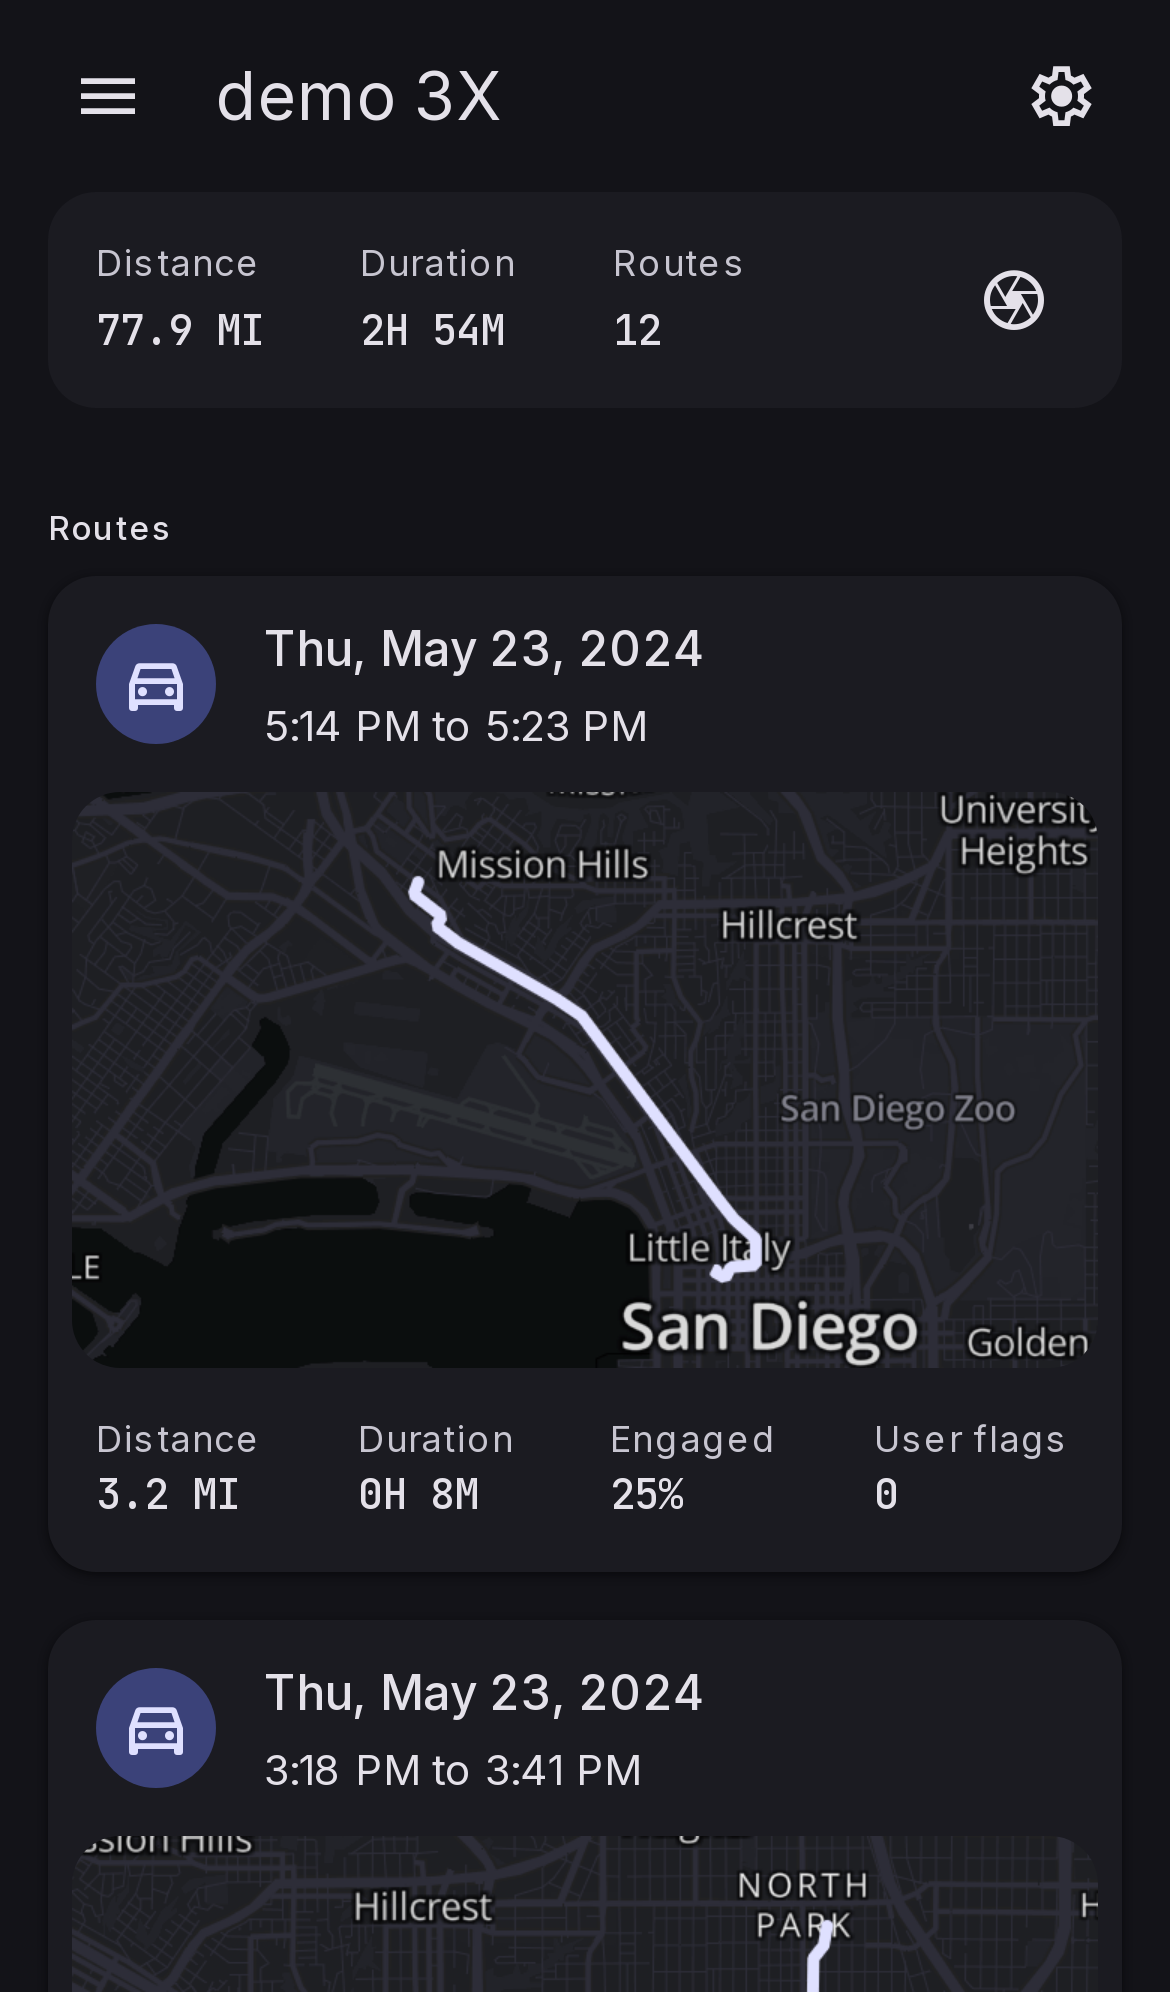 demo 3X
Distance Duration Routes
77.9 MI 2H 54M 12
Routes
Thu, May 23, 2024
5:14 PM to 5:23 PM
University
Heights
Mission Hills
Hillcrest
San Diego Zoo
Little Italy
LE
San Diego
Golden
Distance Duration Engaged User flags
3.2 MI 0H 8M 25% 0
Thu, May 23, 2024
3:18 PM to 3:41 PM
ssion Hills
NORTH
Hillcrest
PARK
H